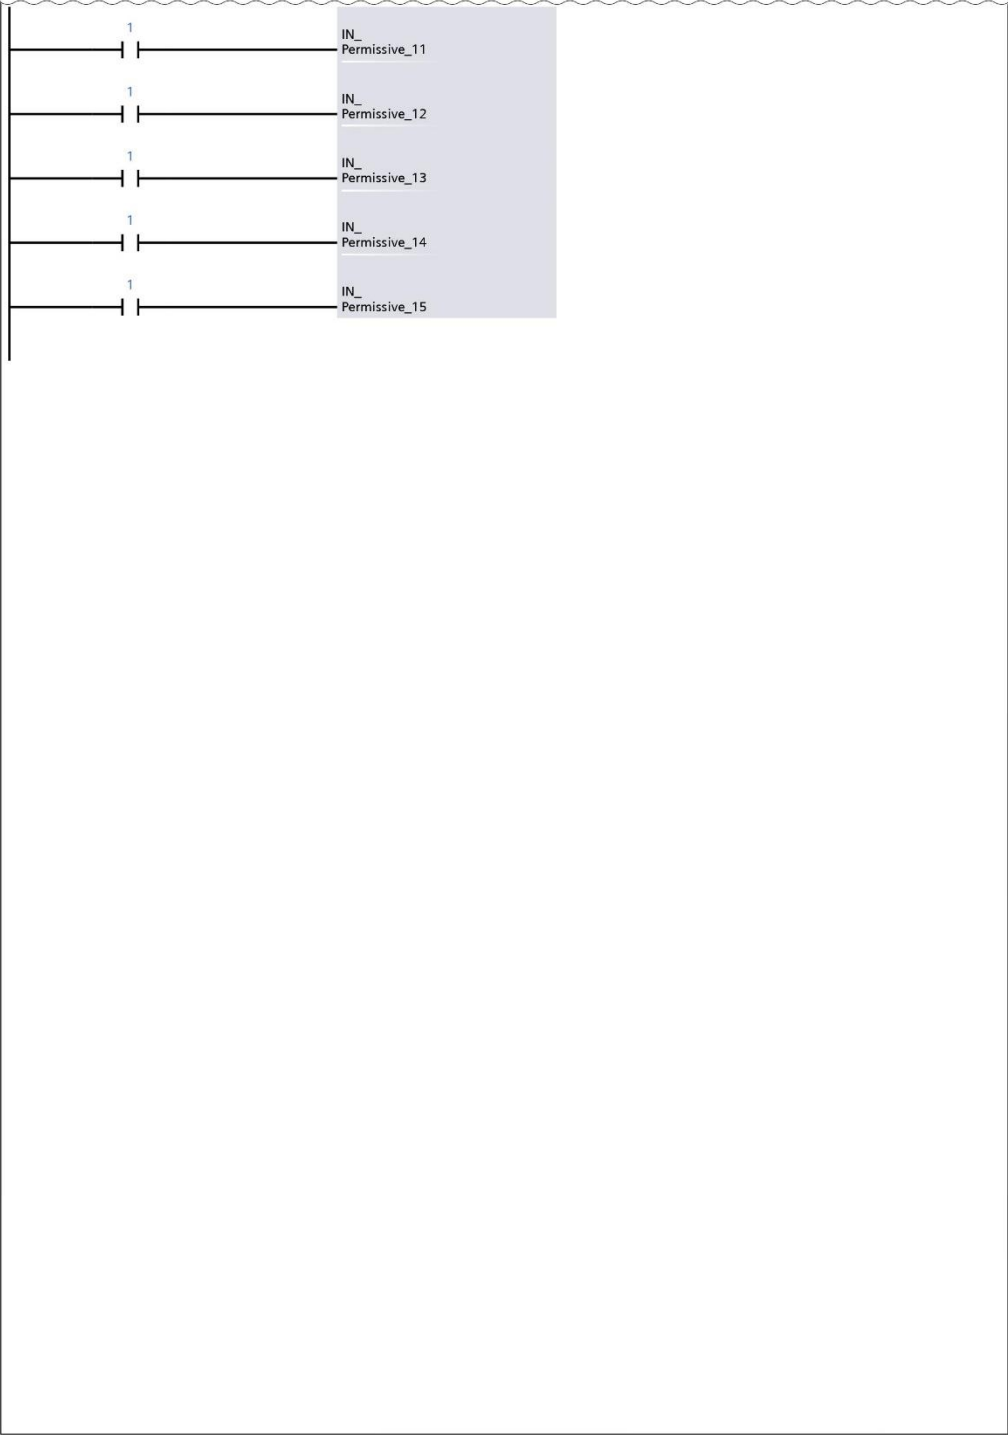 1
IN_
Permissive_11
1
IN_
Permissive_12
1
IN_
Permissive_13
1
IN_
Permissive_14
1
IN_
Permissive_15